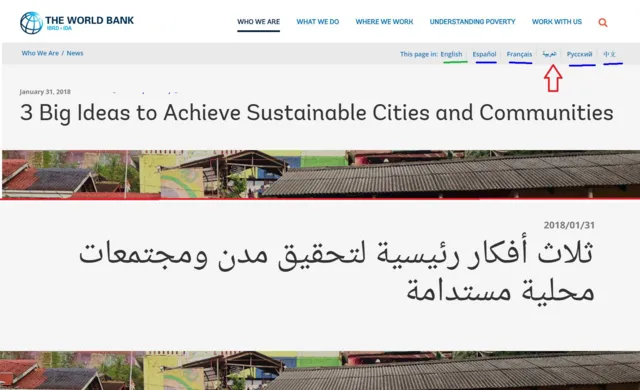 THE WORLD BANK
IBRD • IDA
WHO WE ARE WHAT WE DO WHERE WE WORK UNDERSTANDING POVERTY WORK WITH US
Who We Are / News
This page in: English Español Français العربية Русский 中文
January 31, 2018
3 Big Ideas to Achieve Sustainable Cities and Communities
2018/01/31
ثلاث أفكار رئيسية لتحقيق مدن ومجتمعات
محلية مستدامة